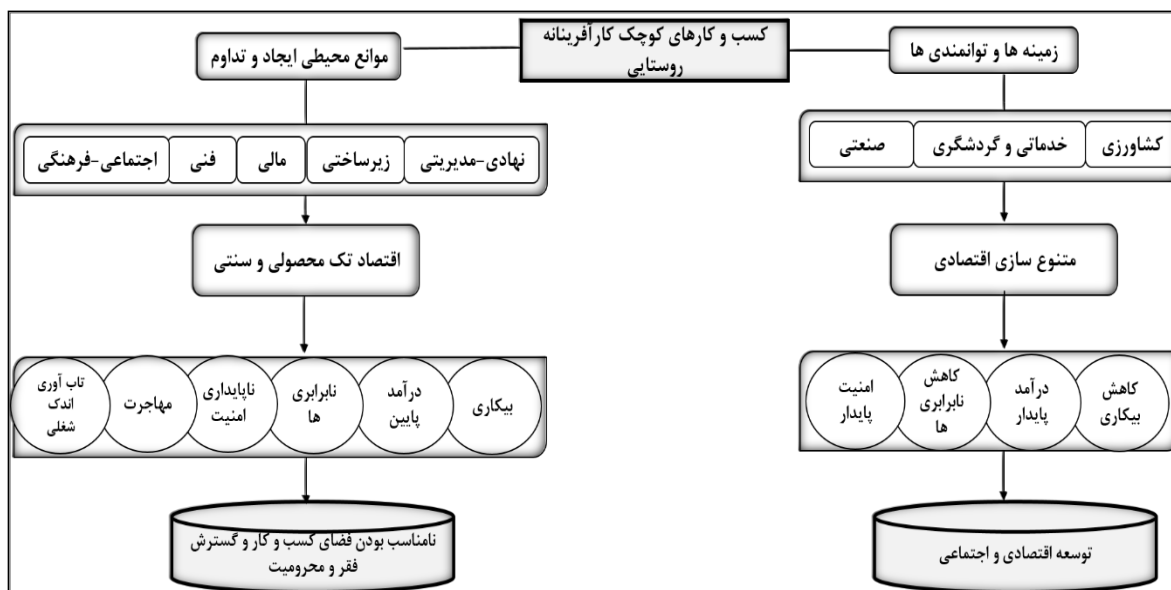 کسب و کارهای کوچک کارآفرینانه
روستایی
زمینه ها و توانمندی ها
کشاورزی
خدماتی و گردشگری
صنعتی
متنوع سازی اقتصادی
کاهش
بیکاری
درآمد
پایدار
کاهش
نابرابری
ها
امنیت
پایدار
توسعه اقتصادی و اجتماعی
موانع محیطی ایجاد و تداوم
نهادی-مدیریتی
زیرساختی
مالی
فنی
اجتماعی-فرهنگی
اقتصاد تک محصولی و سنتی
بیکاری
درآمد
پایین
نابرابری
ها
ناپایداری
امنیت
مهاجرت
تاب آوری
اندک
شغلی
نامناسب بودن فضای کسب و کار و گسترش
فقر و محرومیت